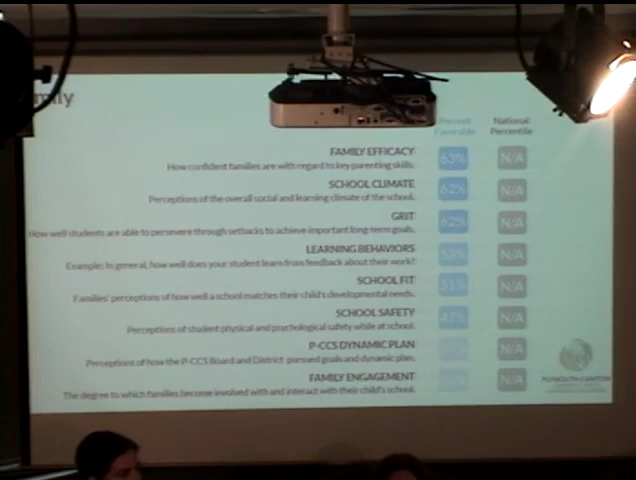 Percent National
Favorable Percentile
FAMILY EFFICACY 63% N/A
How confident families are with regard to key parenting skills.
SCHOOL CLIMATE 62% N/A
Perceptions of the overall social and learning climate of the school.
GRIT 62% N/A
How well students are able to persevere through setbacks to achieve important long-term goals.
LEARNING BEHAVIORS 53% N/A
Example: In general, how well does your student learn from feedback about their work?
SCHOOL FIT 51% N/A
Families' perceptions of how well a school matches their child's developmental needs.
SCHOOL SAFETY 47% N/A
Perceptions of student physical and psychological safety while at school.
P-CCS DYNAMIC PLAN N/A
Perceptions of how the P-CCS Board and District pursued goals and dynamic plan.
FAMILY ENGAGEMENT N/A
The degree to which families become involved with and interact with their child's school.
PLYMOUTH CANTON